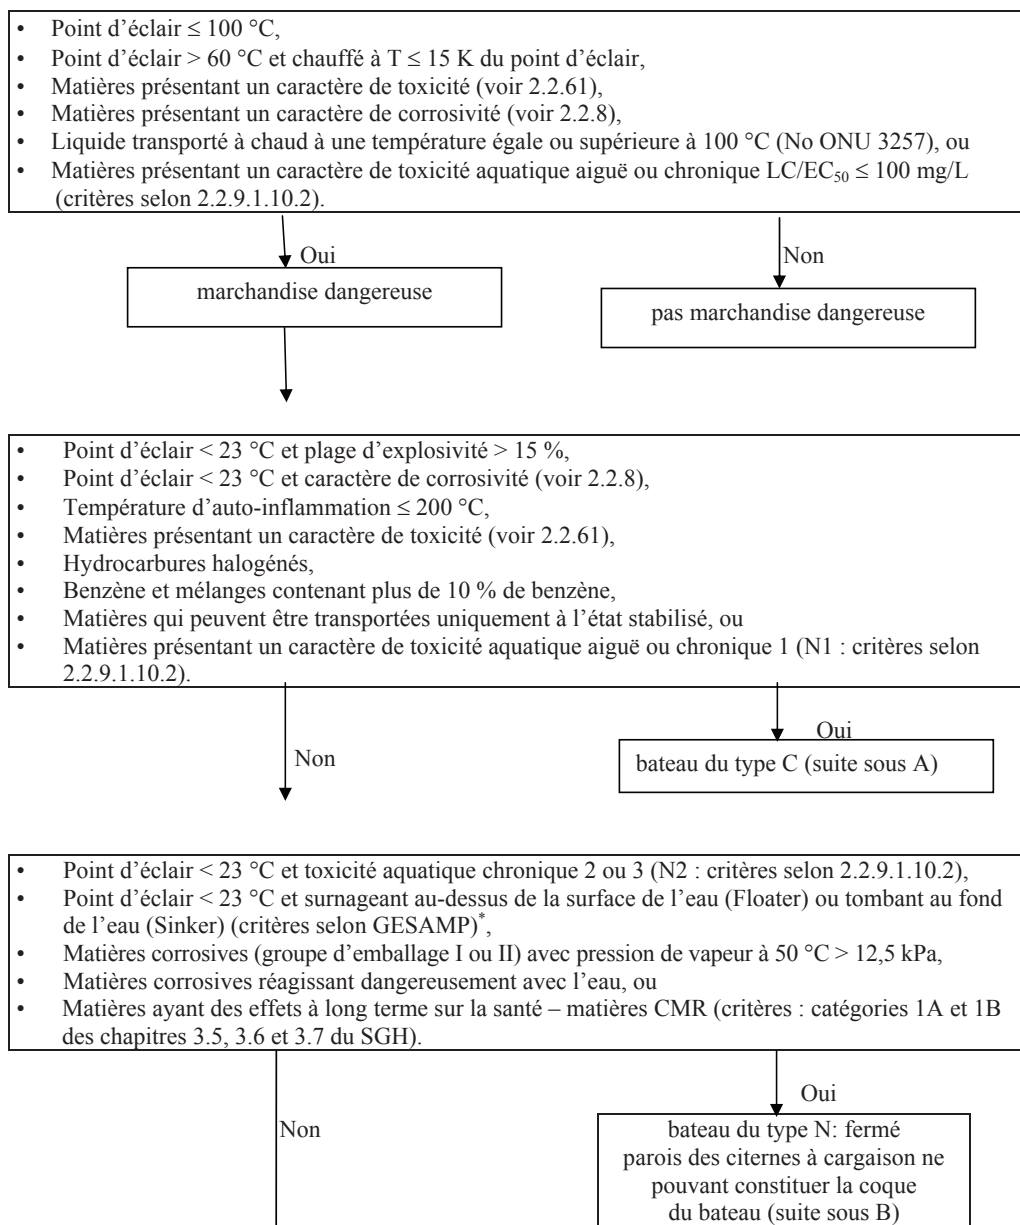 • Point d’éclair ≤ 100 °C,
• Point d’éclair > 60 °C et chauffé à T ≤ 15 K du point d’éclair,
• Matières présentant un caractère de toxicité (voir 2.2.61),
• Matières présentant un caractère de corrosivité (voir 2.2.8),
• Liquide transporté à chaud à une température égale ou supérieure à 100 °C (No ONU 3257), ou
• Matières présentant un caractère de toxicité aquatique aiguë ou chronique LC/EC₅₀ ≤ 100 mg/L
(critères selon 2.2.9.1.10.2).
Oui
Non
marchandise dangereuse
pas marchandise dangereuse
• Point d’éclair < 23 °C et plage d’explosivité > 15 %,
• Point d’éclair < 23 °C et caractère de corrosivité (voir 2.2.8),
• Température d’auto-inflammation ≤ 200 °C,
• Matières présentant un caractère de toxicité (voir 2.2.61),
• Hydrocarbures halogénés,
• Benzène et mélanges contenant plus de 10 % de benzène,
• Matières qui peuvent être transportées uniquement à l’état stabilisé, ou
• Matières présentant un caractère de toxicité aquatique aiguë ou chronique 1 (N1 : critères selon
2.2.9.1.10.2).
Non
Oui
bateau du type C (suite sous A)
• Point d’éclair < 23 °C et toxicité aquatique chronique 2 ou 3 (N2 : critères selon 2.2.9.1.10.2),
• Point d’éclair < 23 °C et surnageant au-dessus de la surface de l’eau (Floater) ou tombant au fond
de l’eau (Sinker) (critères selon GESAMP)*,
• Matières corrosives (groupe d’emballage I ou II) avec pression de vapeur à 50 °C > 12,5 kPa,
• Matières corrosives réagissant dangereusement avec l’eau, ou
• Matières ayant des effets à long terme sur la santé – matières CMR (critères : catégories 1A et 1B
des chapitres 3.5, 3.6 et 3.7 du SGH).
Oui
Non
bateau du type N: fermé
parois des citernes à cargaison ne
pouvant constituer la coque
du bateau (suite sous B)